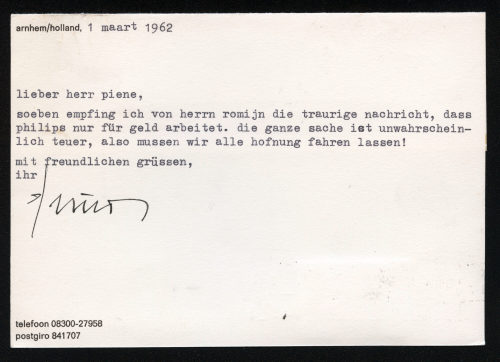 arnhem/holland, 1 maart 1962
lieber herr piene,
soeben empfing ich von herrn romijn die traurige nachricht, dass
philips nur für geld arbeitet. die ganze sache ist unwahrschein-
lich teuer, also mussen wir alle hofnung fahren lassen!
mit freundlichen grüssen,
ihr
telefoon 08300-27958
postgiro 841707